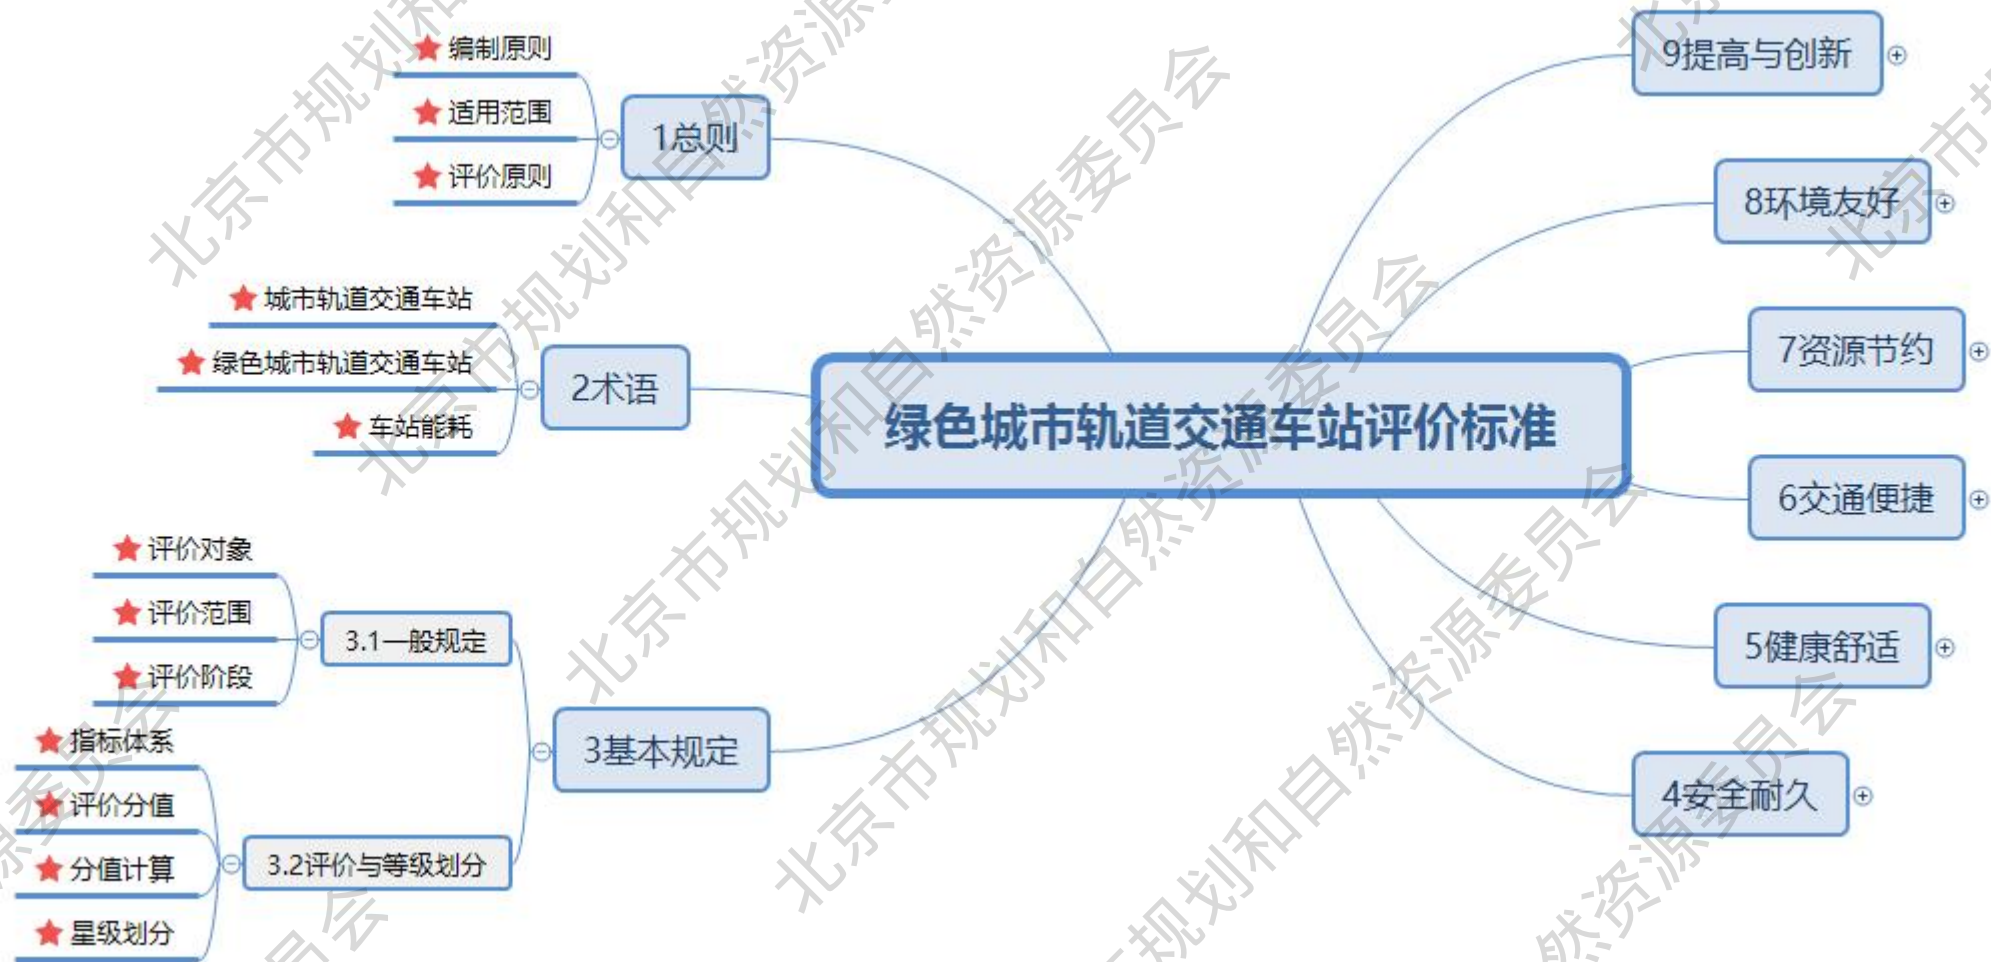 绿色城市轨道交通车站评价标准
1总则
编制原则
适用范围
评价原则
2术语
城市轨道交通车站
绿色城市轨道交通车站
车站能耗
3基本规定
3.1一般规定
评价对象
评价范围
评价阶段
3.2评价与等级划分
指标体系
评价分值
分值计算
星级划分
9提高与创新
8环境友好
7资源节约
6交通便捷
5健康舒适
4安全耐久
北京市规划和自然资源委员会